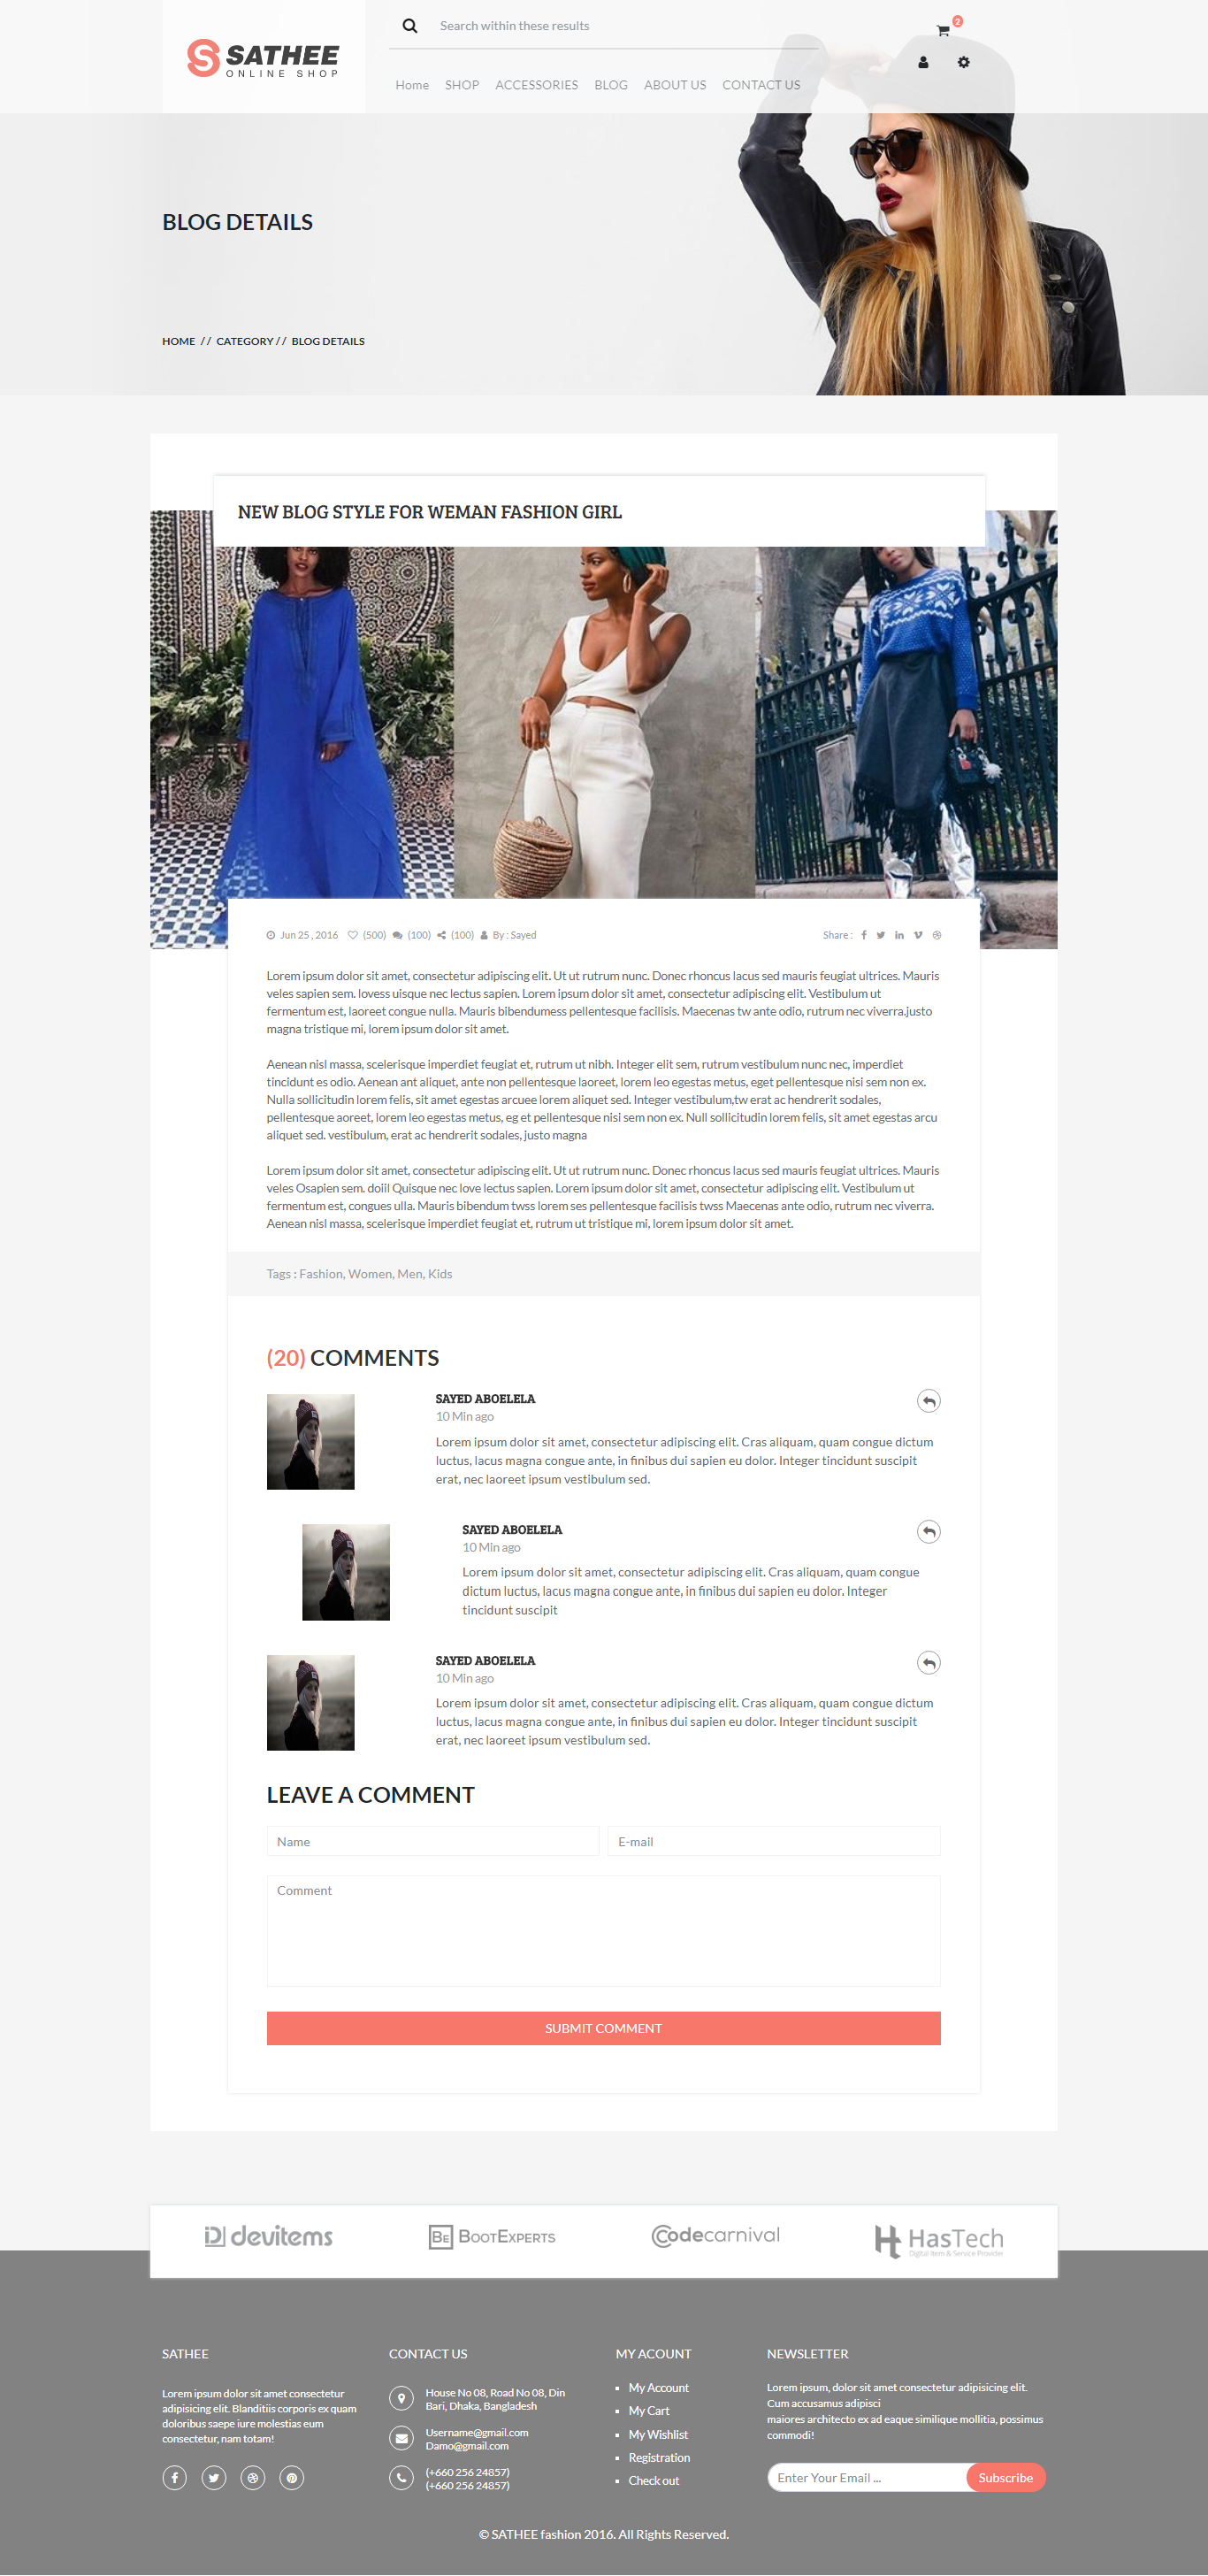 SATHEE
ONLINE SHOP
Search within these results
2
Home SHOP ACCESSORIES BLOG ABOUT US CONTACT US
BLOG DETAILS
HOME // CATEGORY // BLOG DETAILS
NEW BLOG STYLE FOR WEMAN FASHION GIRL
Jun 25 , 2016 (500) (100) (100) By : Sayed
Share :
Lorem ipsum dolor sit amet, consectetur adipiscing elit. Ut ut rutrum nunc. Donec rhoncus lacus sed mauris feugiat ultrices. Mauris
veles sapien sem. lovess uisque nec lectus sapien. Lorem ipsum dolor sit amet, consectetur adipiscing elit. Vestibulum ut
fermentum est, laoreet congue nulla. Mauris bibendumess pellentesque facilisis. Maecenas tw ante odio, rutrum nec viverra.justo
magna tristique mi, lorem ipsum dolor sit amet.
Aenean nisl massa, scelerisque imperdiet feugiat et, rutrum ut nibh. Integer elit sem, rutrum vestibulum nunc nec, imperdiet
tincidunt es odio. Aenean ant aliquet, ante non pellentesque laoreet, lorem leo egestas metus, eget pellentesque nisi sem non ex.
Nulla sollicitudin lorem felis, sit amet egestas arcuee lorem aliquet sed. Integer vestibulum,tw erat ac hendrerit sodales,
pellentesque aoreet, lorem leo egestas metus, eg et pellentesque nisi sem non ex. Null sollicitudin lorem felis, sit amet egestas arcu
aliquet sed. vestibulum, erat ac hendrerit sodales, justo magna
Lorem ipsum dolor sit amet, consectetur adipiscing elit. Ut ut rutrum nunc. Donec rhoncus lacus sed mauris feugiat ultrices. Mauris
veles Osapien sem. doiil Quisque nec love lectus sapien. Lorem ipsum dolor sit amet, consectetur adipiscing elit. Vestibulum ut
fermentum est, congues ulla. Mauris bibendum twss lorem ses pellentesque facilisis twss Maecenas ante odio, rutrum nec viverra.
Aenean nisl massa, scelerisque imperdiet feugiat et, rutrum ut tristique mi, lorem ipsum dolor sit amet.
Tags : Fashion, Women, Men, Kids
(20) COMMENTS
SAYED ABOELELA
10 Min ago
Lorem ipsum dolor sit amet, consectetur adipiscing elit. Cras aliquam, quam congue dictum
luctus, lacus magna congue ante, in finibus dui sapien eu dolor. Integer tincidunt suscipit
erat, nec laoreet ipsum vestibulum sed.
SAYED ABOELELA
10 Min ago
Lorem ipsum dolor sit amet, consectetur adipiscing elit. Cras aliquam, quam congue
dictum luctus, lacus magna congue ante, in finibus dui sapien eu dolor. Integer
tincidunt suscipit
SAYED ABOELELA
10 Min ago
Lorem ipsum dolor sit amet, consectetur adipiscing elit. Cras aliquam, quam congue dictum
luctus, lacus magna congue ante, in finibus dui sapien eu dolor. Integer tincidunt suscipit
erat, nec laoreet ipsum vestibulum sed.
LEAVE A COMMENT
Name
E-mail
Comment
SUBMIT COMMENT
devitems
BE BOOTEXPERTS
Codecarnival
HasTech
Digital Item & Service Provider
SATHEE
Lorem ipsum dolor sit amet consectetur
adipisicing elit. Blanditiis corporis ex quam
doloribus saepe iure molestias eum
consectetur, nam totam!
CONTACT US
House No 08, Road No 08, Din
Bari, Dhaka, Bangladesh
Username@gmail.com
Damo@gmail.com
(+660 256 24857)
(+660 256 24857)
MY ACOUNT
My Account
My Cart
My Wishlist
Registration
Check out
NEWSLETTER
Lorem ipsum, dolor sit amet consectetur adipisicing elit.
Cum accusamus adipisci
maiores architecto ex ad eaque similique mollitia, possimus
commodi!
Enter Your Email ...
Subscribe
© SATHEE fashion 2016. All Rights Reserved.